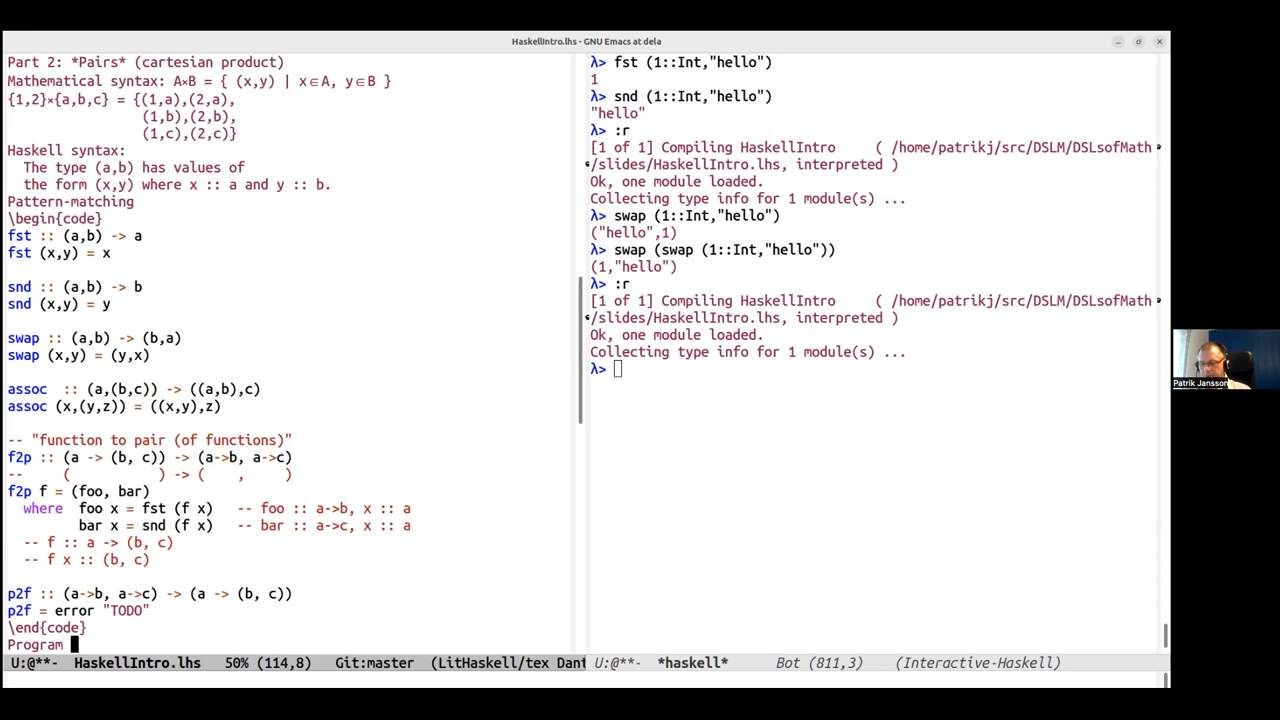 HaskellIntro.lhs - GNU Emacs at dela
Part 2: *Pairs* (cartesian product)
Mathematical syntax: A×B = { (x,y) | x∈A, y∈B }
{1,2}×{a,b,c} = {(1,a),(2,a),
(1,b),(2,b),
(1,c),(2,c)}
Haskell syntax:
The type (a,b) has values of
the form (x,y) where x :: a and y :: b.
Pattern-matching
\begin{code}
fst :: (a,b) -> a
fst (x,y) = x
snd :: (a,b) -> b
snd (x,y) = y
swap :: (a,b) -> (b,a)
swap (x,y) = (y,x)
assoc  :: (a,(b,c)) -> ((a,b),c)
assoc (x,(y,z)) = ((x,y),z)
-- "function to pair (of functions)"
f2p :: (a -> (b, c)) -> (a->b, a->c)
--     (           ) -> (    ,     )
f2p f = (foo, bar)
where  foo x = fst (f x)   -- foo :: a->b, x :: a
bar x = snd (f x)   -- bar :: a->c, x :: a
-- f :: a -> (b, c)
-- f x :: (b, c)
p2f :: (a->b, a->c) -> (a -> (b, c))
p2f = error "TODO"
\end{code}
Program
U:@**-  HaskellIntro.lhs   50% (114,8)   Git:master  (LitHaskell/tex Dant
λ> fst (1::Int,"hello")
1
λ> snd (1::Int,"hello")
"hello"
λ> :r
[1 of 1] Compiling HaskellIntro     ( /home/patrikj/src/DSLM/DSLsofMath
/slides/HaskellIntro.lhs, interpreted )
Ok, one module loaded.
Collecting type info for 1 module(s) ...
λ> swap (1::Int,"hello")
("hello",1)
λ> swap (swap (1::Int,"hello"))
(1,"hello")
λ> :r
[1 of 1] Compiling HaskellIntro     ( /home/patrikj/src/DSLM/DSLsofMath
/slides/HaskellIntro.lhs, interpreted )
Ok, one module loaded.
Collecting type info for 1 module(s) ...
λ>
U:@**-  *haskell*      Bot (811,3)    (Interactive-Haskell)
Patrik Jansson